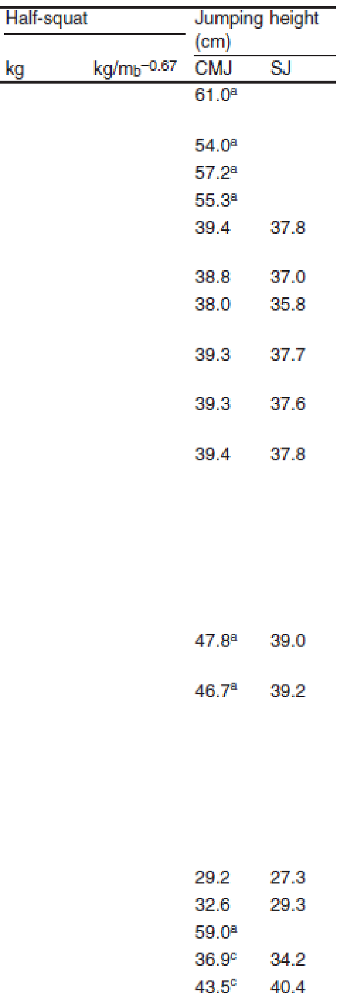 Half-squat Jumping height
(cm)
kg kg/mb−0.67 CMJ SJ
61.0a
54.0a
57.2a
55.3a
39.4 37.8
38.8 37.0
38.0 35.8
39.3 37.7
39.3 37.6
39.4 37.8
47.8a 39.0
46.7a 39.2
29.2 27.3
32.6 29.3
59.0a
36.9c 34.2
43.5c 40.4